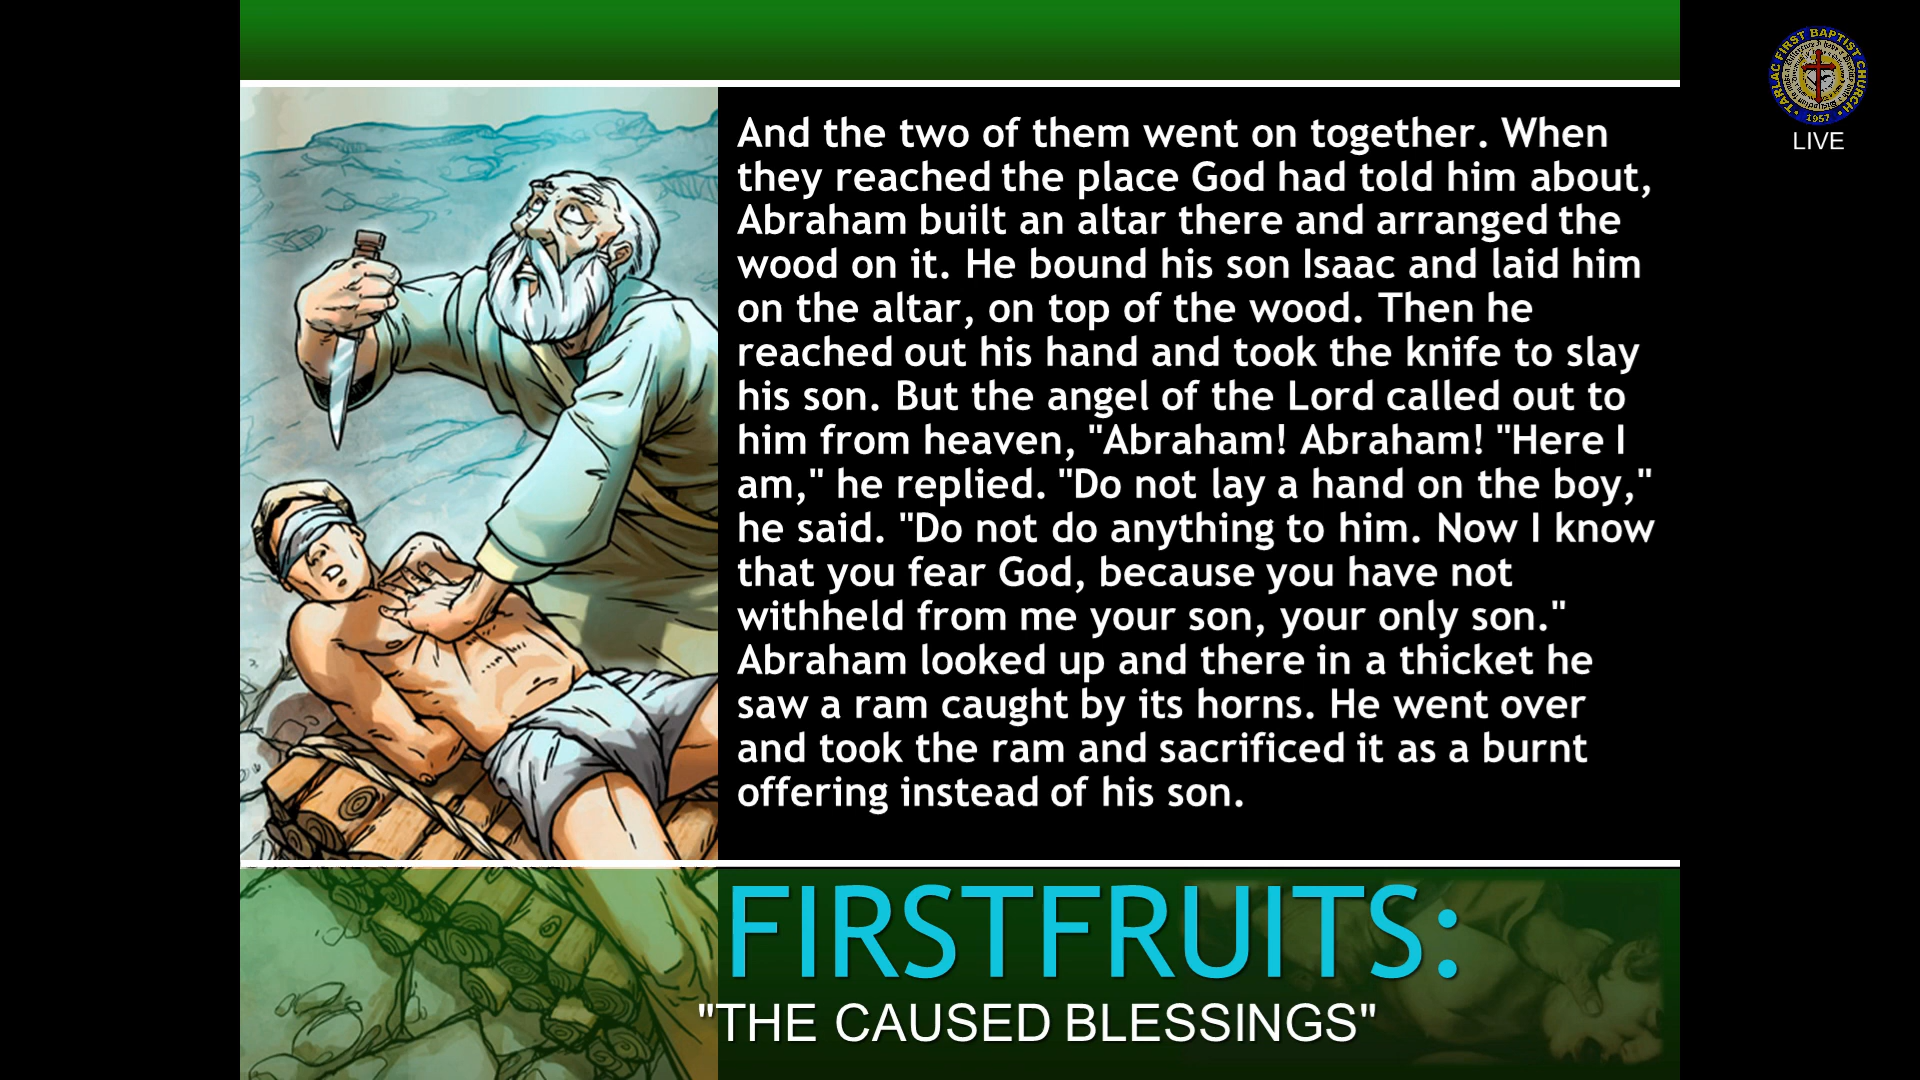 And the two of them went on together. When
they reached the place God had told him about,
Abraham built an altar there and arranged the
wood on it. He bound his son Isaac and laid him
on the altar, on top of the wood. Then he
reached out his hand and took the knife to slay
his son. But the angel of the Lord called out to
him from heaven, "Abraham! Abraham! "Here I
am," he replied. "Do not lay a hand on the boy,"
he said. "Do not do anything to him. Now I know
that you fear God, because you have not
withheld from me your son, your only son."
Abraham looked up and there in a thicket he
saw a ram caught by its horns. He went over
and took the ram and sacrificed it as a burnt
offering instead of his son.
FIRSTFRUITS:
"THE CAUSED BLESSINGS"
TARLAC FIRST BAPTIST CHURCH
1957
LIVE